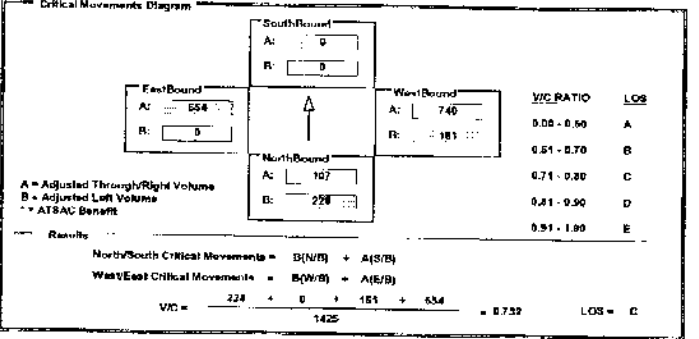 Critical Movements Diagram
SouthBound
A: 0
B: 0
EastBound
A: 654
B: 0
WestBound
A: 740
B: 161
NorthBound
A: 107
B: 228
V/C RATIO LOS
0.00 - 0.60 A
0.61 - 0.70 B
0.71 - 0.80 C
0.81 - 0.90 D
0.91 - 1.00 E
A = Adjusted Through/Right Volume
B = Adjusted Left Volume
* = ATSAC Benefit
Results
North/South Critical Movements = B(N/B) + A(S/B)
West/East Critical Movements = B(W/B) + A(E/B)
V/C = 228 + 0 + 161 + 654 = 0.732 LOS = C
1425